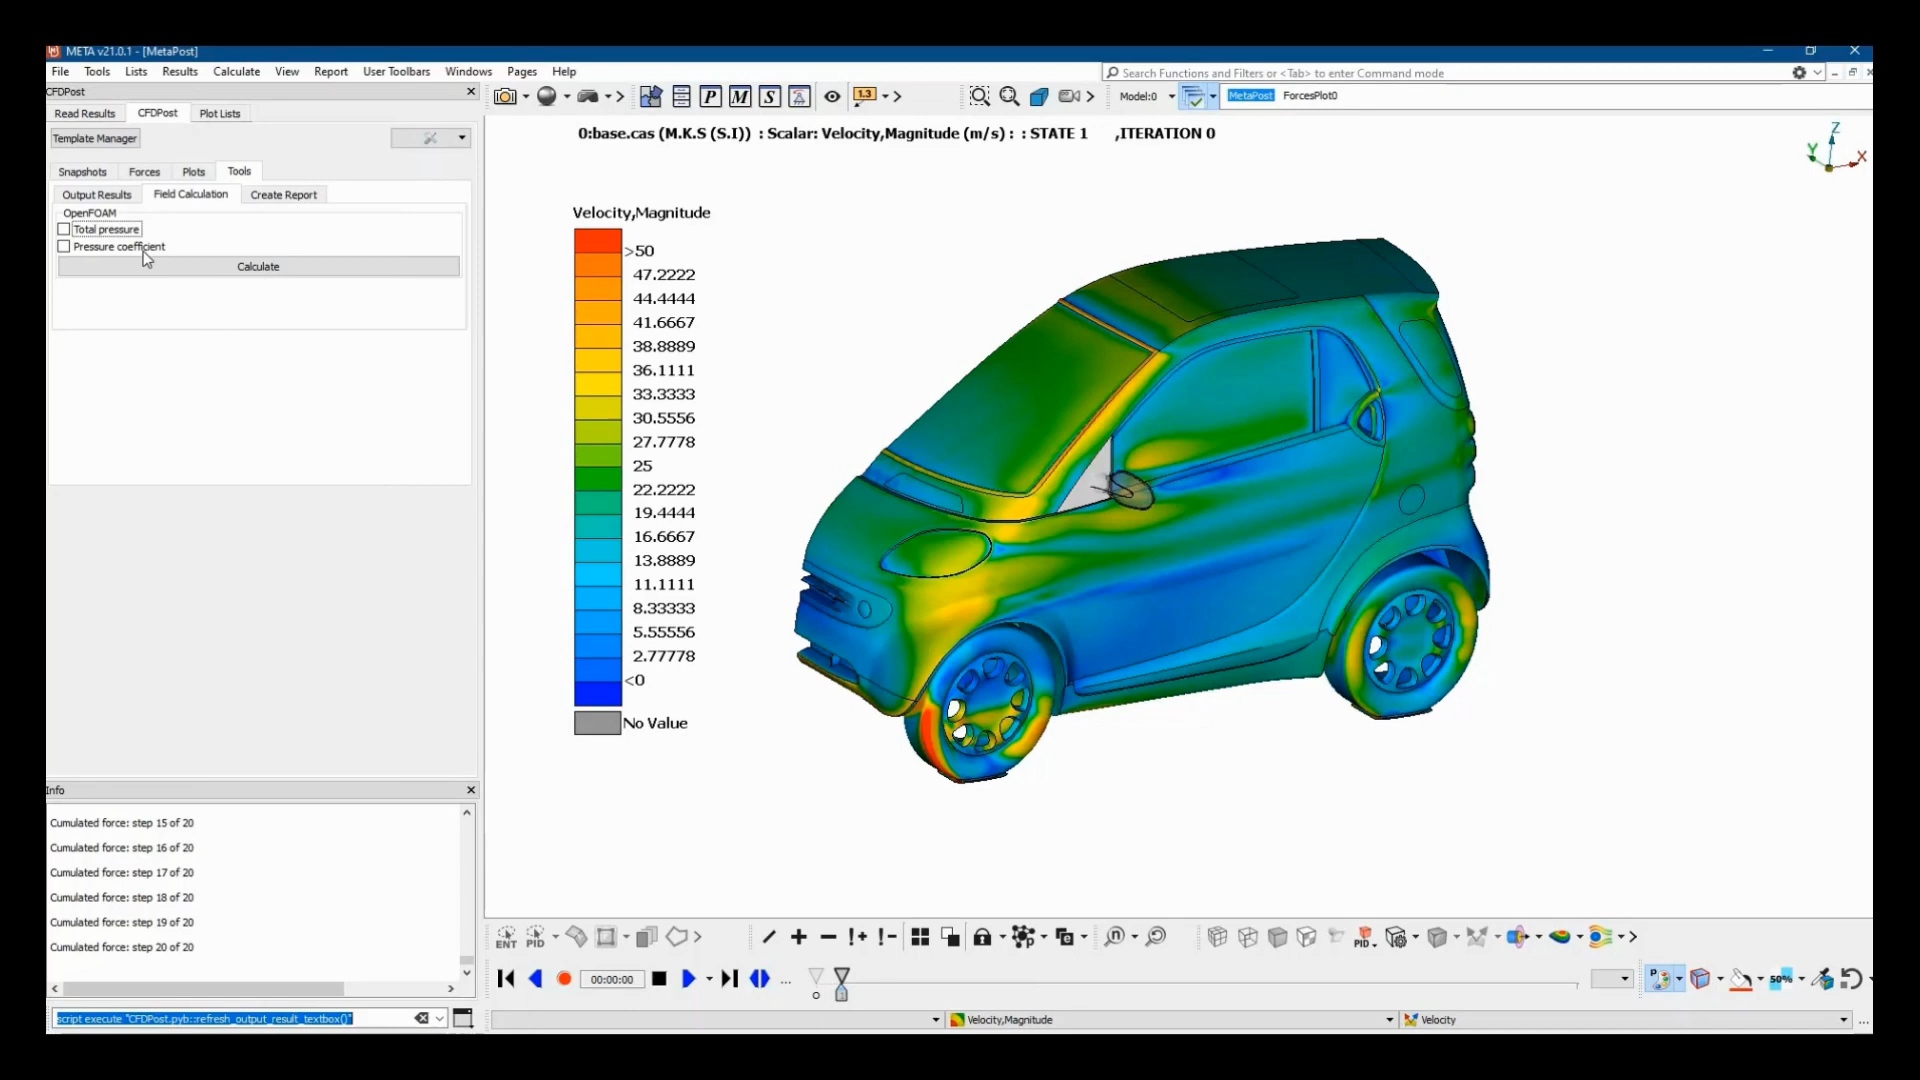 META v21.0.1 - [MetaPost]
File Tools Lists Results Calculate View Report User Toolbars Windows Pages Help
Search Functions and Filters or <Tab> to enter Command mode
CFDPost
Read Results CFDPost Plot Lists
Template Manager
Snapshots Forces Plots Tools
Output Results Field Calculation Create Report
OpenFOAM
Total pressure
Pressure coefficient
Calculate
P M S 1.3
Model:0 MetaPost ForcesPlot0
0:base.cas (M.K.S (S.I)) : Scalar: Velocity,Magnitude (m/s) : : STATE 1 ,ITERATION 0
Z
Y X
Velocity,Magnitude
>50
47.2222
44.4444
41.6667
38.8889
36.1111
33.3333
30.5556
27.7778
25
22.2222
19.4444
16.6667
13.8889
11.1111
8.33333
5.55556
2.77778
<0
No Value
Info
Cumulated force: step 15 of 20
Cumulated force: step 16 of 20
Cumulated force: step 17 of 20
Cumulated force: step 18 of 20
Cumulated force: step 19 of 20
Cumulated force: step 20 of 20
script execute "CFDPost.pyb::refresh_output_result_textbox()"
ENT PID PID
00:00:00 ... 50%
Velocity,Magnitude Velocity ...